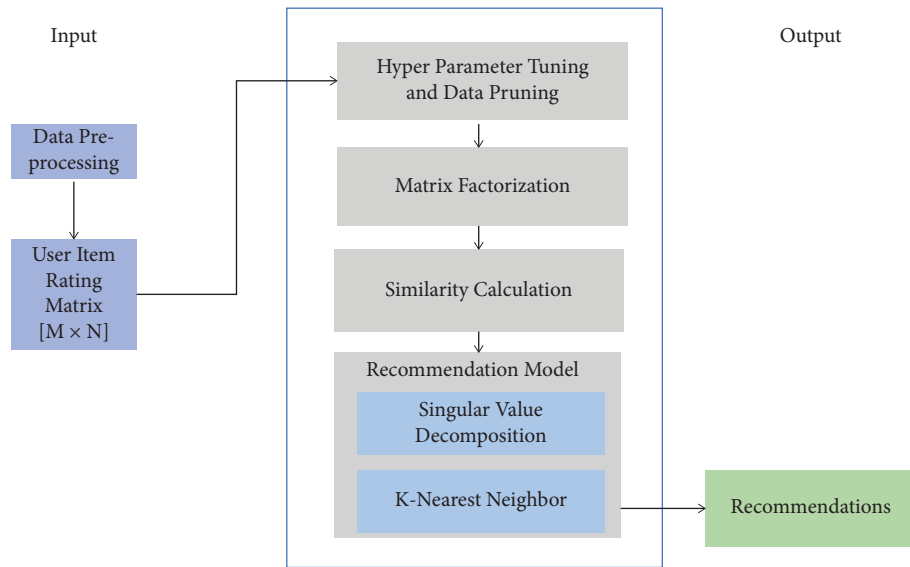 Input
Output
Data Pre-
processing
User Item
Rating
Matrix
[M × N]
Hyper Parameter Tuning
and Data Pruning
Matrix Factorization
Similarity Calculation
Recommendation Model
Singular Value
Decomposition
K-Nearest Neighbor
Recommendations